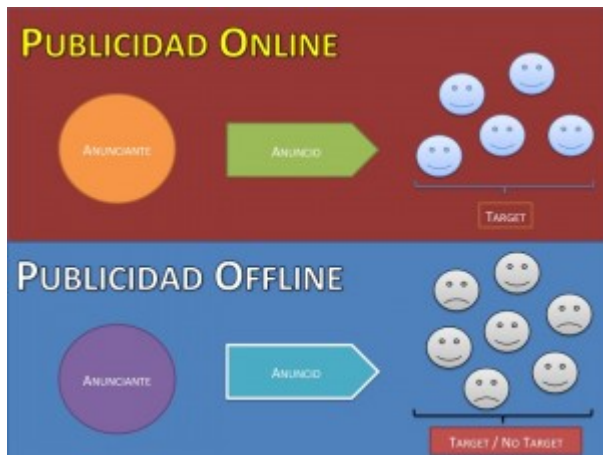 PUBLICIDAD ONLINE
ANUNCIANTE
ANUNCIO
TARGET
PUBLICIDAD OFFLINE
ANUNCIANTE
ANUNCIO
TARGET / NO TARGET